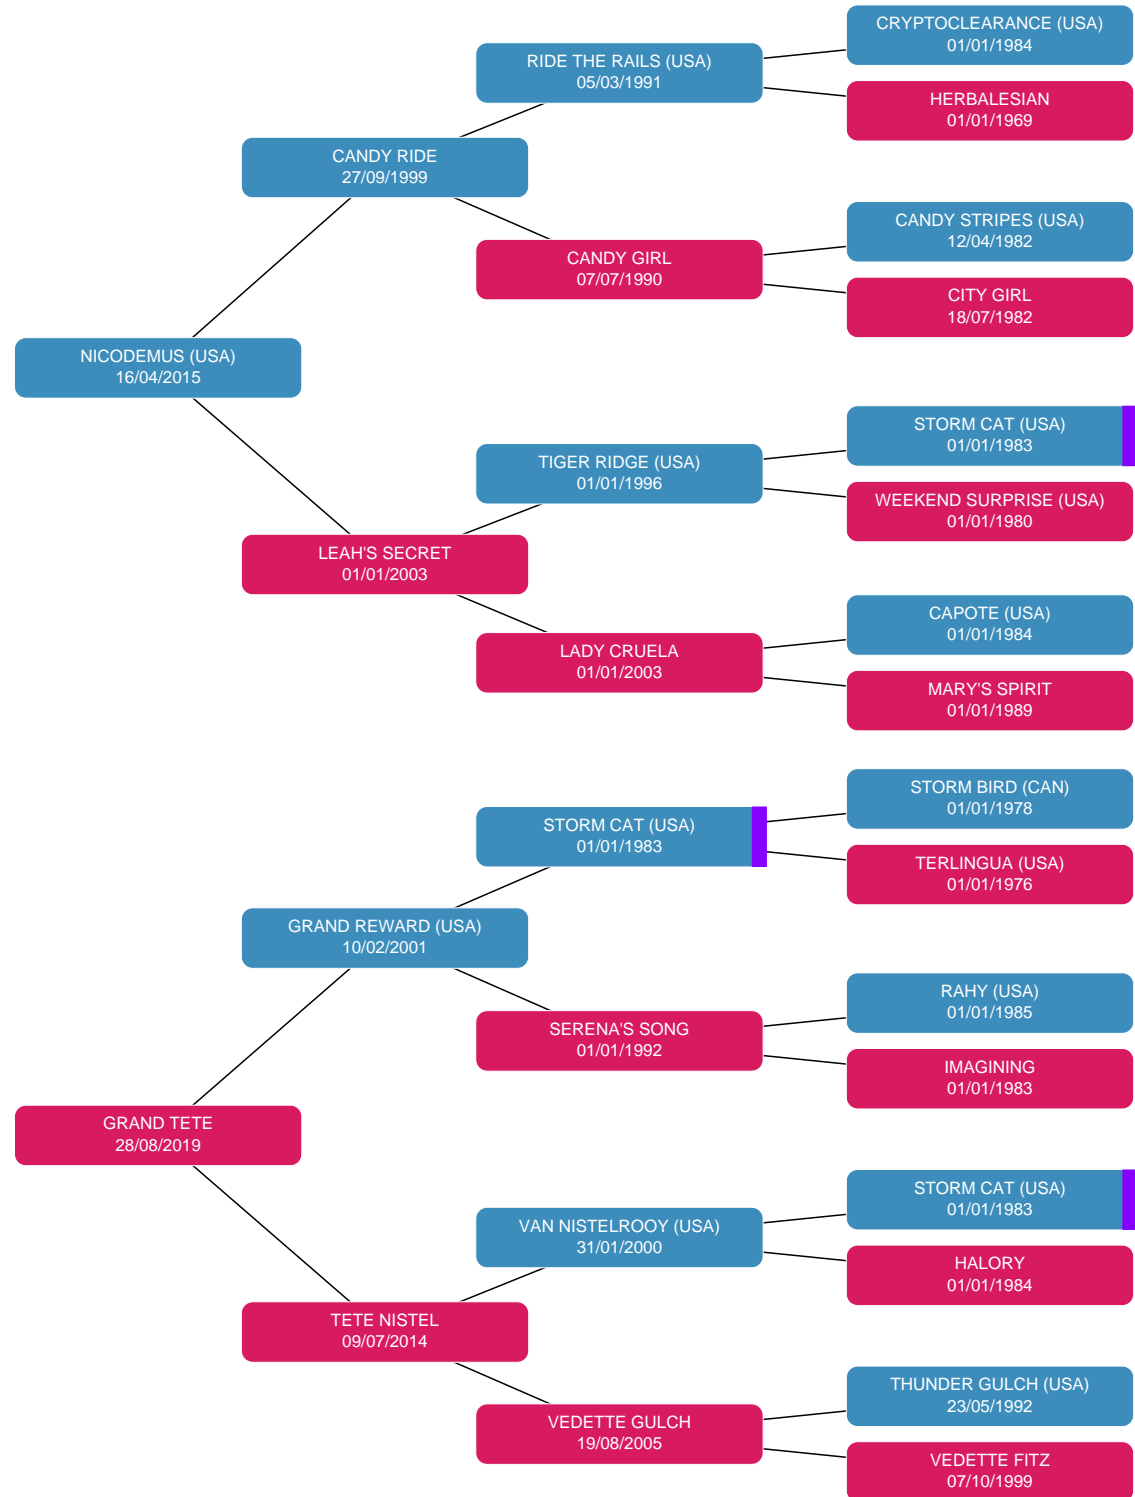 CRYPTOCLEARANCE (USA)
01/01/1984
RIDE THE RAILS (USA)
05/03/1991
HERBALESIAN
01/01/1969
CANDY RIDE
27/09/1999
CANDY STRIPES (USA)
12/04/1982
CANDY GIRL
07/07/1990
CITY GIRL
18/07/1982
NICODEMUS (USA)
16/04/2015
STORM CAT (USA)
01/01/1983
TIGER RIDGE (USA)
01/01/1996
WEEKEND SURPRISE (USA)
01/01/1980
LEAH'S SECRET
01/01/2003
CAPOTE (USA)
01/01/1984
LADY CRUELA
01/01/2003
MARY'S SPIRIT
01/01/1989
STORM BIRD (CAN)
01/01/1978
STORM CAT (USA)
01/01/1983
TERLINGUA (USA)
01/01/1976
GRAND REWARD (USA)
10/02/2001
RAHY (USA)
01/01/1985
SERENA'S SONG
01/01/1992
IMAGINING
01/01/1983
GRAND TETE
28/08/2019
STORM CAT (USA)
01/01/1983
VAN NISTELROOY (USA)
31/01/2000
HALORY
01/01/1984
TETE NISTEL
09/07/2014
THUNDER GULCH (USA)
23/05/1992
VEDETTE GULCH
19/08/2005
VEDETTE FITZ
07/10/1999